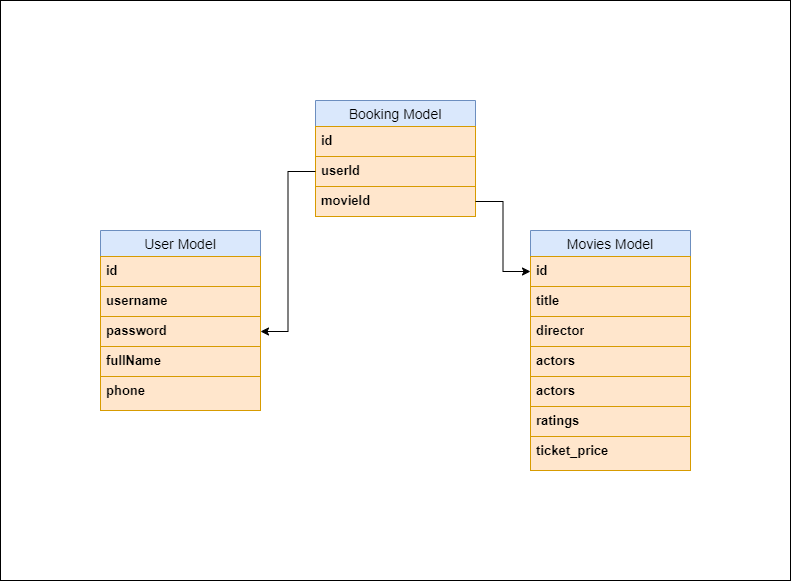 Booking Model
id
userId
movieId
User Model
id
username
password
fullName
phone
Movies Model
id
title
director
actors
actors
ratings
ticket_price